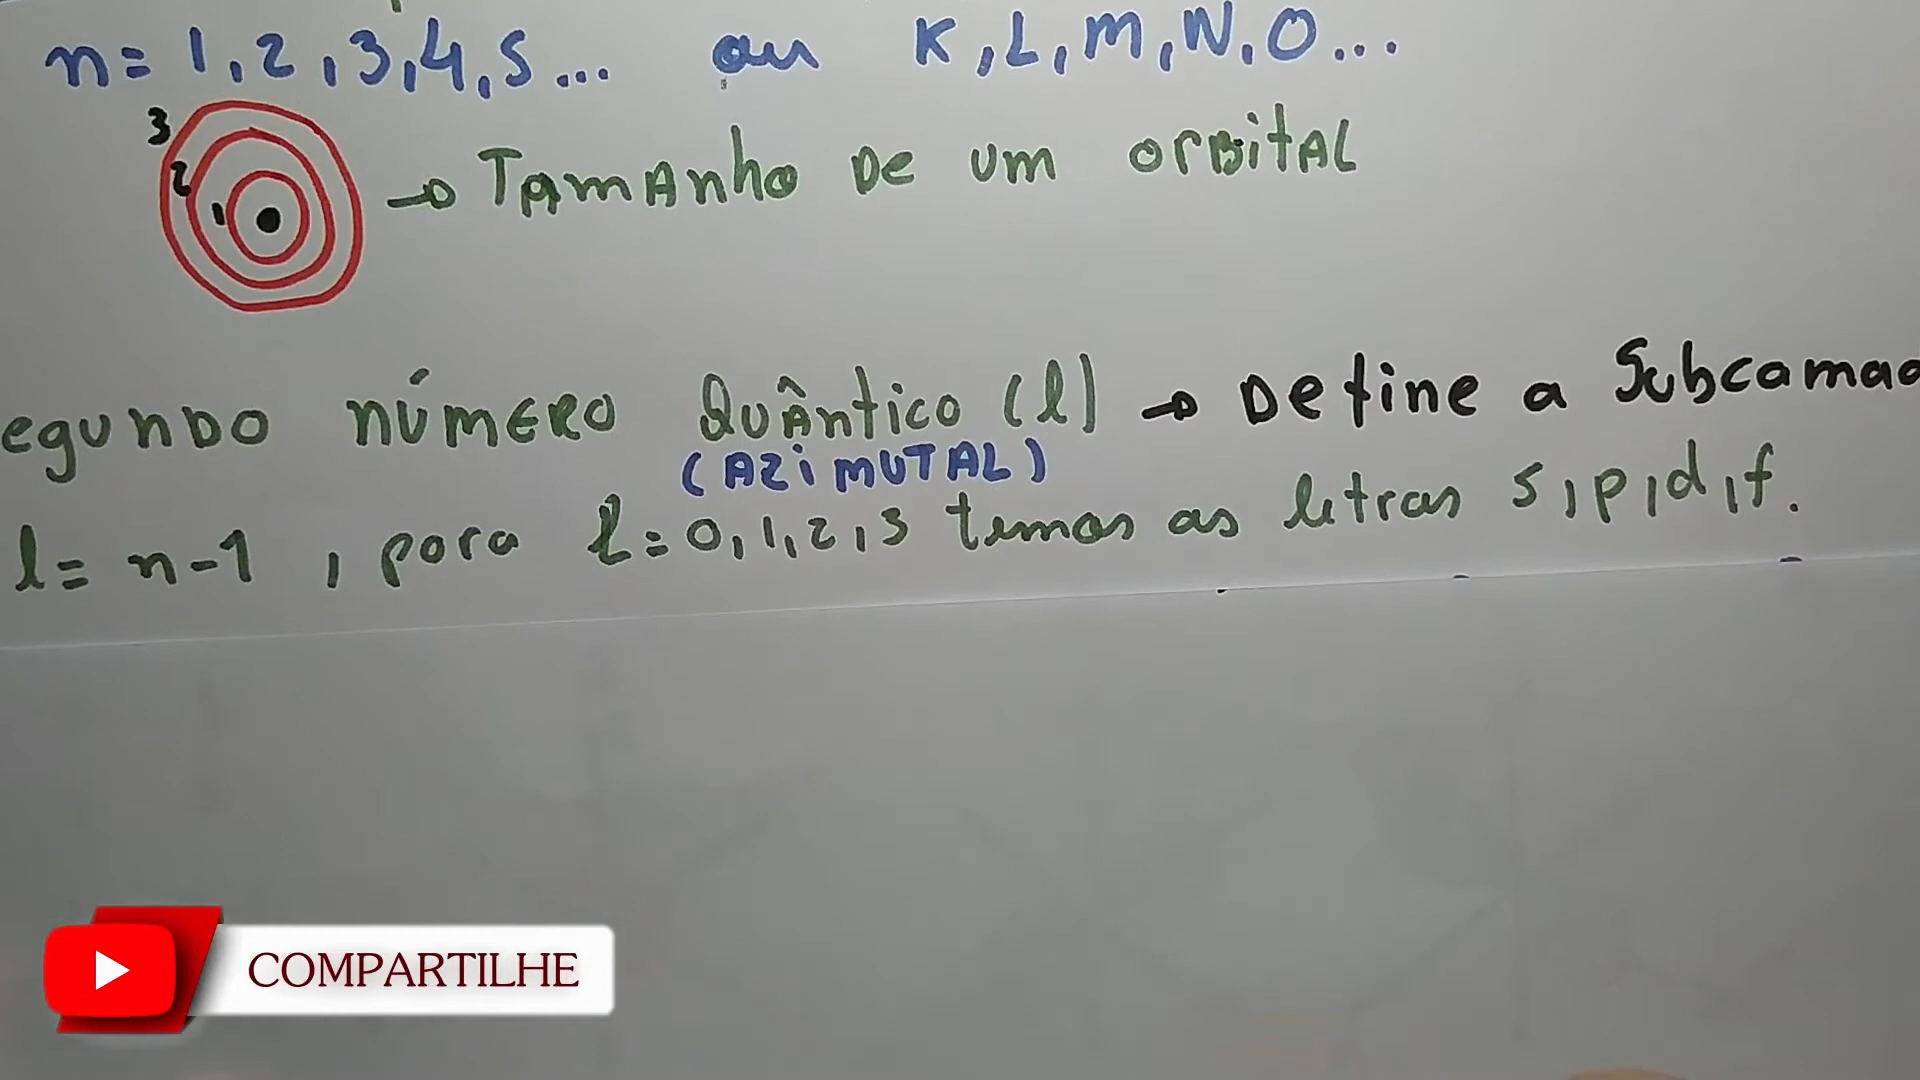 n= 1, 2, 3, 4, 5... ou K, L, M, N, O...
3
2
1
→ Tamanho De um orbital
egundo número Quântico (l) → Define a Subcamad
(AZIMUTAL)
l= n-1, para l=0,1,2,3 temos as letras s,p,d,f.
COMPARTILHE